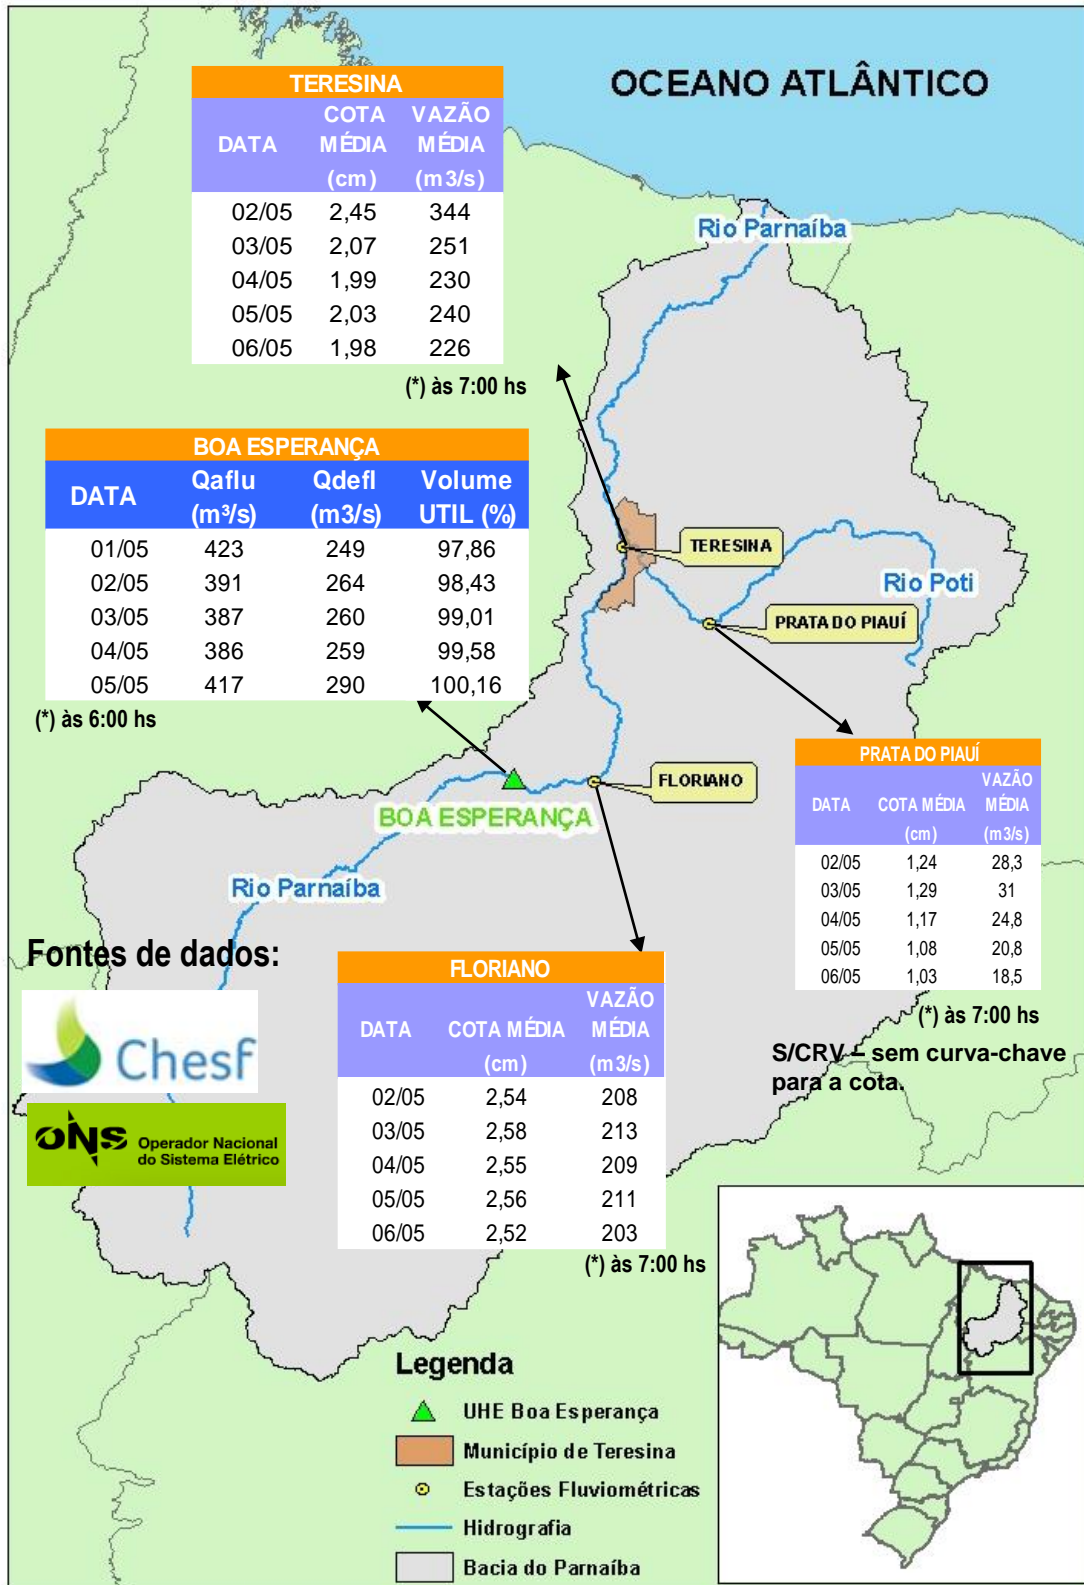 OCEANO ATLÂNTICO
TERESINA
DATA COTA MÉDIA (cm) VAZÃO MÉDIA (m3/s)
02/05 2,45 344
03/05 2,07 251
04/05 1,99 230
05/05 2,03 240
06/05 1,98 226
(*) às 7:00 hs
Rio Parnaíba
BOA ESPERANÇA
DATA Qaflu (m³/s) Qdefl (m3/s) Volume UTIL (%)
01/05 423 249 97,86
02/05 391 264 98,43
03/05 387 260 99,01
04/05 386 259 99,58
05/05 417 290 100,16
(*) às 6:00 hs
TERESINA
Rio Poti
PRATA DO PIAUÍ
FLORIANO
BOA ESPERANÇA
Rio Parnaíba
PRATA DO PIAUÍ
DATA COTA MÉDIA (cm) VAZÃO MÉDIA (m3/s)
02/05 1,24 28,3
03/05 1,29 31
04/05 1,17 24,8
05/05 1,08 20,8
06/05 1,03 18,5
(*) às 7:00 hs
S/CRV – sem curva-chave
para a cota.
Fontes de dados:
Chesf
ONS Operador Nacional
do Sistema Elétrico
FLORIANO
DATA COTA MÉDIA (cm) VAZÃO MÉDIA (m3/s)
02/05 2,54 208
03/05 2,58 213
04/05 2,55 209
05/05 2,56 211
06/05 2,52 203
(*) às 7:00 hs
Legenda
UHE Boa Esperança
Município de Teresina
Estações Fluviométricas
Hidrografia
Bacia do Parnaíba